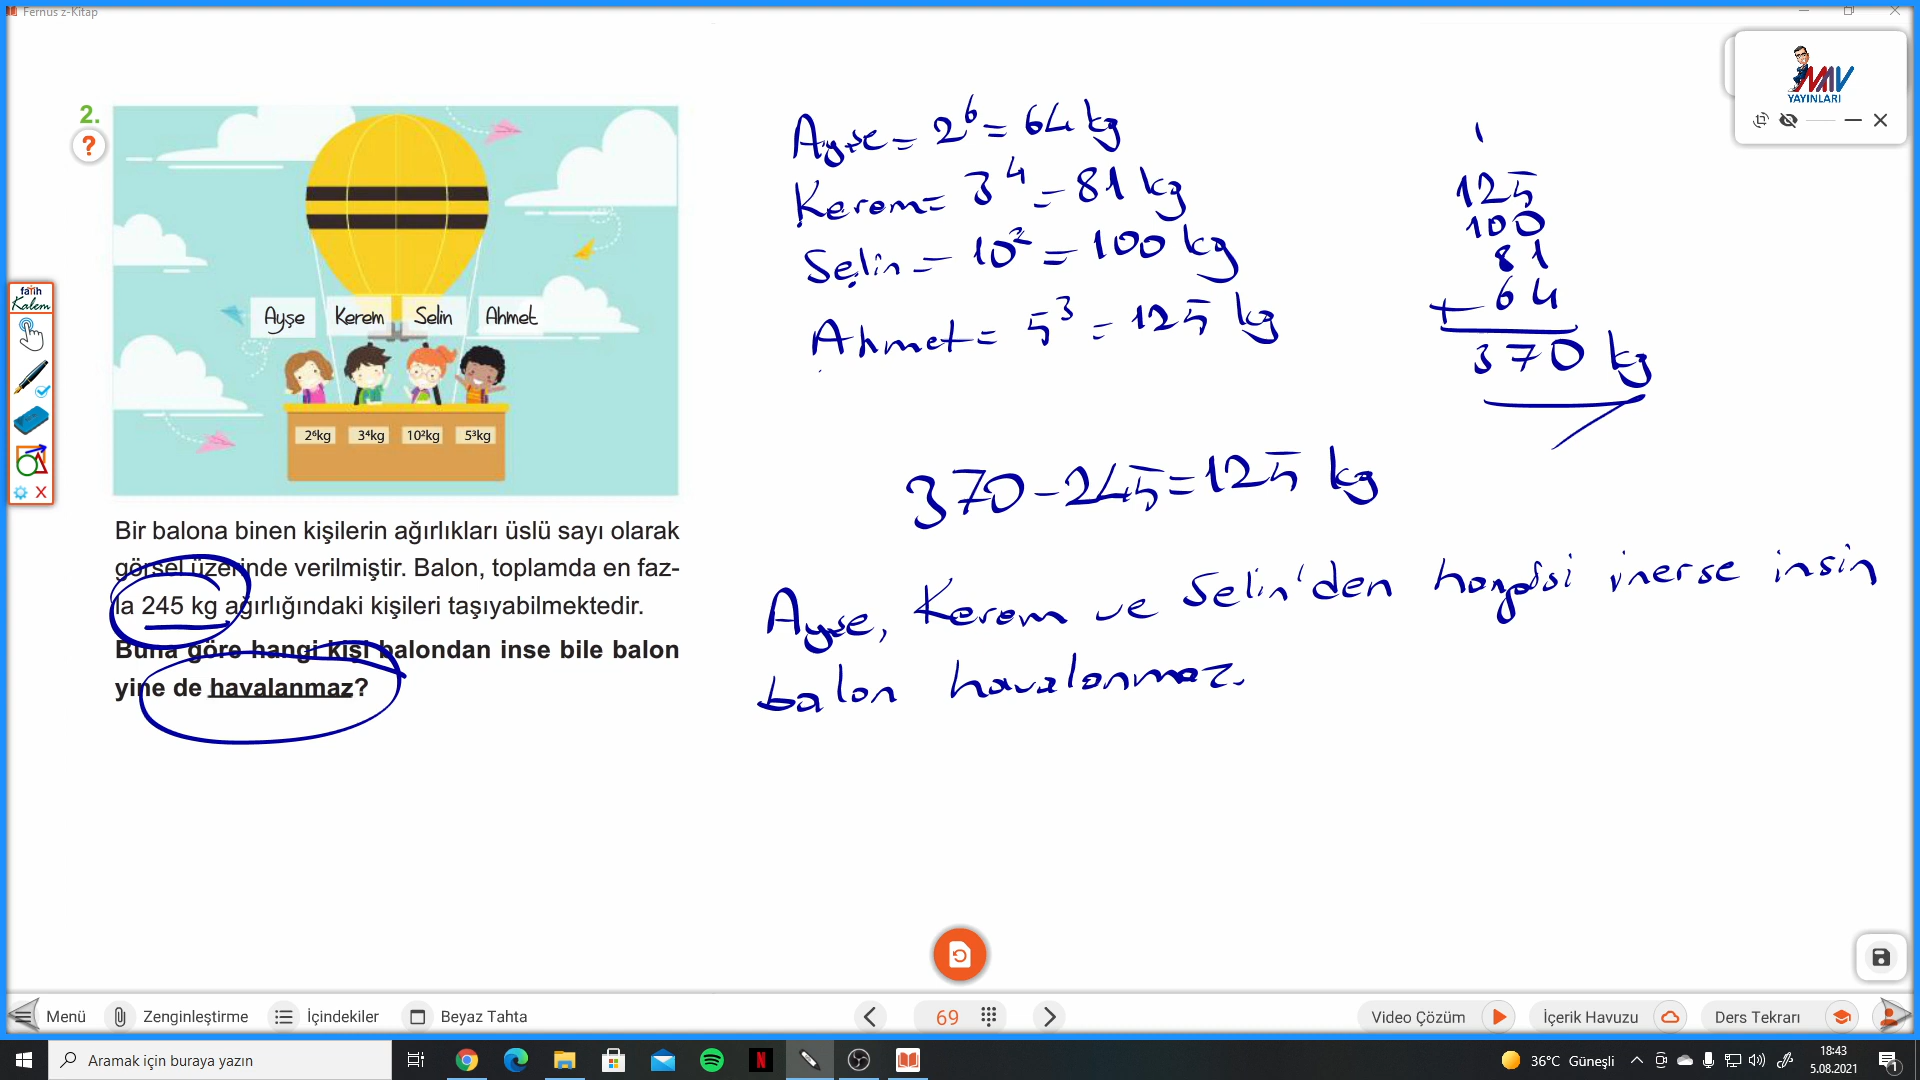 Fernus z-Kitap
MAV
YAYINLARI
2.
?
Ayşe Kerem Selin Ahmet
2⁶kg 3⁴kg 10²kg 5³kg
Bir balona binen kişilerin ağırlıkları üslü sayı olarak
görsel üzerinde verilmiştir. Balon, toplamda en faz-
la 245 kg ağırlığındaki kişileri taşıyabilmektedir.
Buna göre hangi kişi balondan inse bile balon
yine de havalanmaz?
Ayşe = 2⁶ = 64 kg
Kerem = 3⁴ = 81 kg
Selin = 10² = 100 kg
Ahmet = 5³ = 125 kg
1
125
100
81
+ 64
370 kg
370 - 245 = 125 kg
Ayşe, Kerem ve Selin'den hangisi inerse insin
balon havalanmaz.
fatih
Kalem
X
Menü Zenginleştirme İçindekiler Beyaz Tahta 69 Video Çözüm İçerik Havuzu Ders Tekrarı
Aramak için buraya yazın
36°C Güneşli
18:43
5.08.2021
1